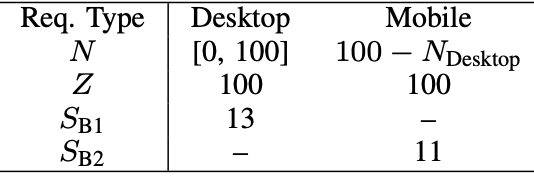 Req. Type Desktop Mobile
N [0, 100] 100 − N_Desktop
Z 100 100
S_B1 13 –
S_B2 – 11